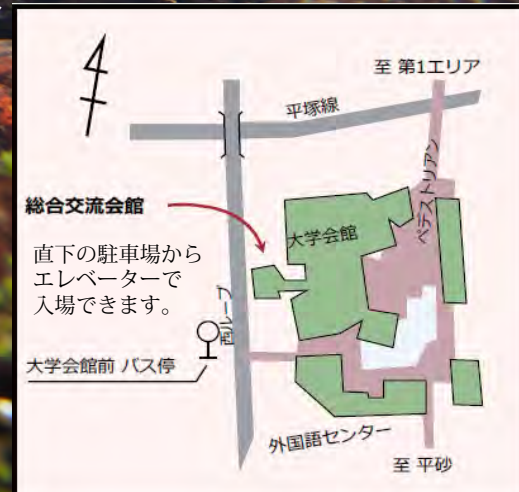 至 第1エリア
平塚線
ペデストリアン
総合交流会館
大学会館
直下の駐車場から
エレベーターで
入場できます。
西ループ
大学会館前 バス停
外国語センター
至 平砂